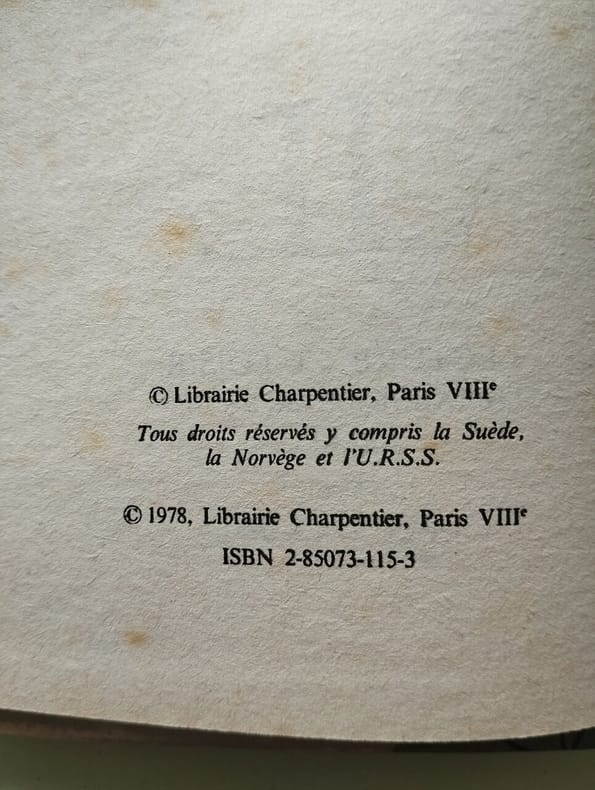 © Librairie Charpentier, Paris VIIIᵉ
Tous droits réservés y compris la Suède,
la Norvège et l'U.R.S.S.
© 1978, Librairie Charpentier, Paris VIIIᵉ
ISBN 2-85073-115-3